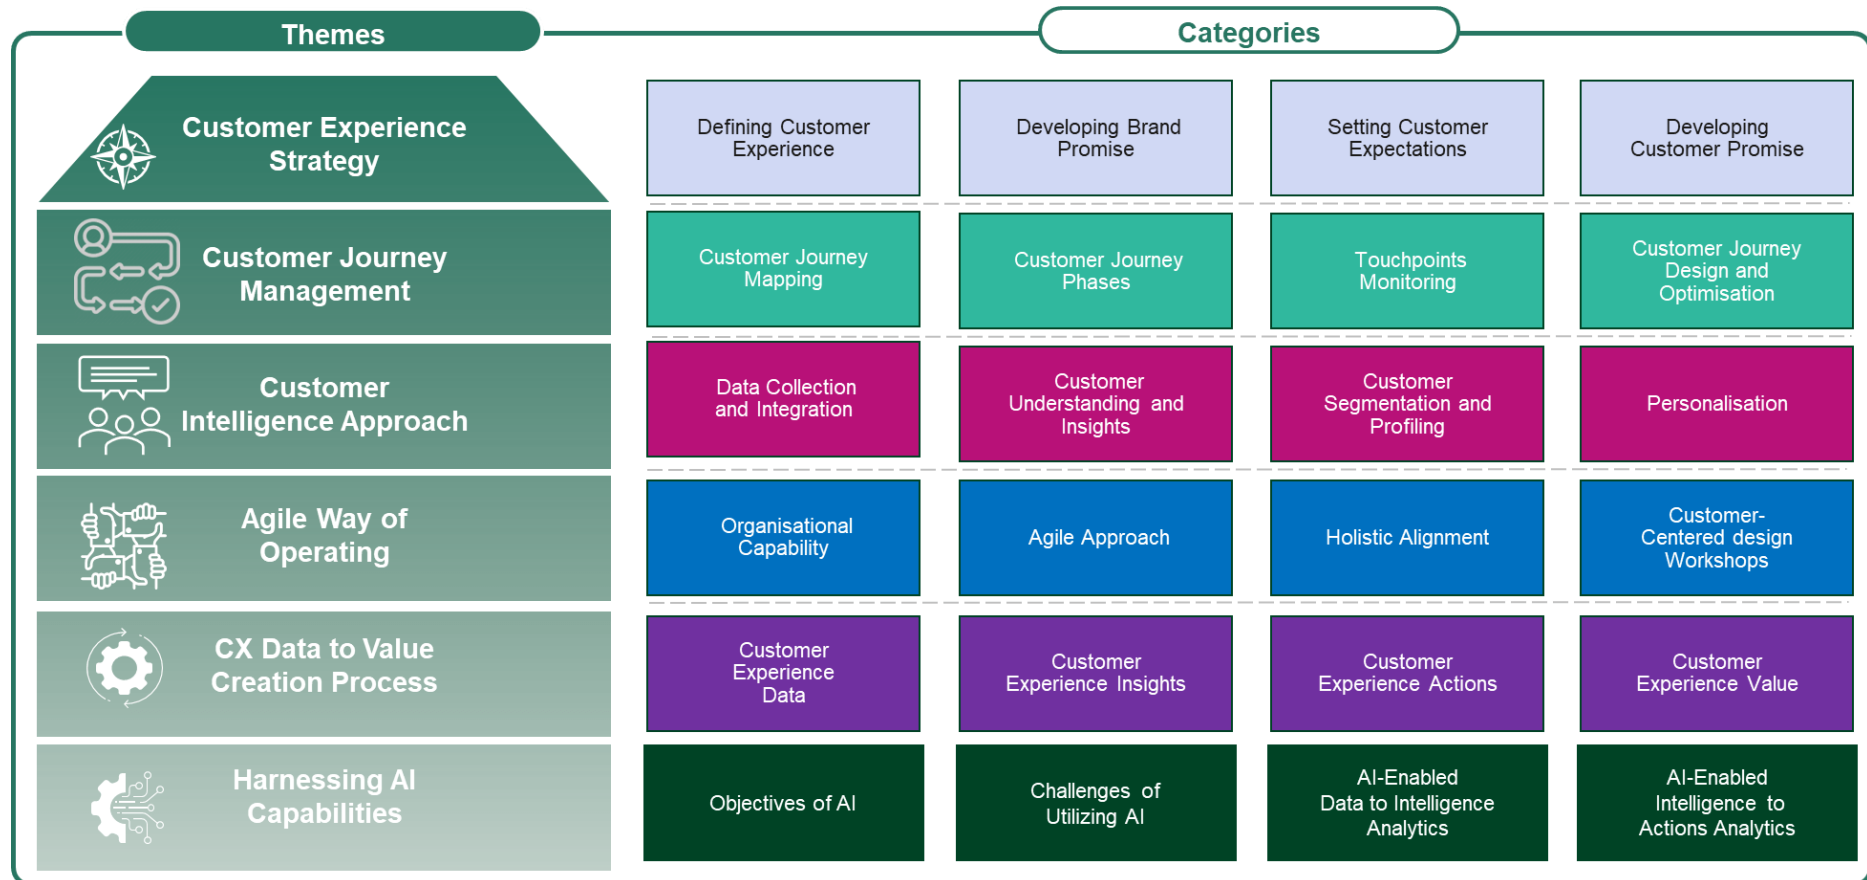 Themes
Categories
Customer Experience
Strategy
Defining Customer
Experience
Developing Brand
Promise
Setting Customer
Expectations
Developing
Customer Promise
Customer Journey
Management
Customer Journey
Mapping
Customer Journey
Phases
Touchpoints
Monitoring
Customer Journey
Design and
Optimisation
Customer
Intelligence Approach
Data Collection
and Integration
Customer
Understanding and
Insights
Customer
Segmentation and
Profiling
Personalisation
Agile Way of
Operating
Organisational
Capability
Agile Approach
Holistic Alignment
Customer-
Centered design
Workshops
CX Data to Value
Creation Process
Customer
Experience
Data
Customer
Experience Insights
Customer
Experience Actions
Customer
Experience Value
Harnessing AI
Capabilities
Objectives of AI
Challenges of
Utilizing AI
AI-Enabled
Data to Intelligence
Analytics
AI-Enabled
Intelligence to
Actions Analytics